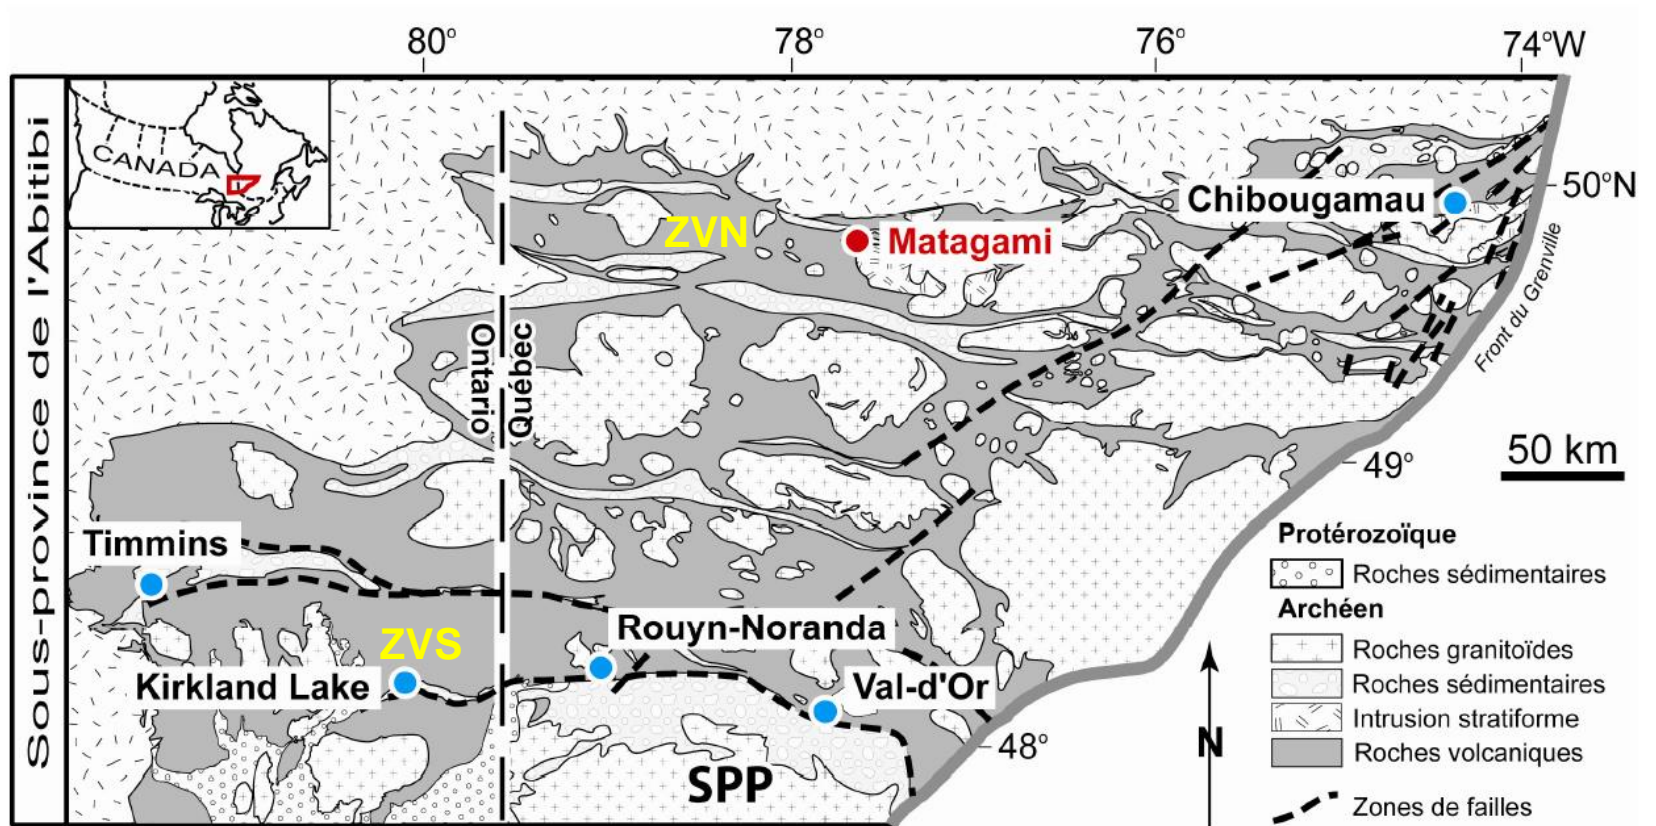 80°
78°
76°
74°W
Sous-province de l'Abitibi
CANADA
50°N
Chibougamau
ZVN
Matagami
Ontario
Québec
Front du Grenville
50 km
49°
Timmins
Protérozoïque
Roches sédimentaires
Archéen
Rouyn-Noranda
ZVS
Roches granitoïdes
Kirkland Lake
Val-d'Or
Roches sédimentaires
Intrusion stratiforme
48°
N
Roches volcaniques
SPP
Zones de failles